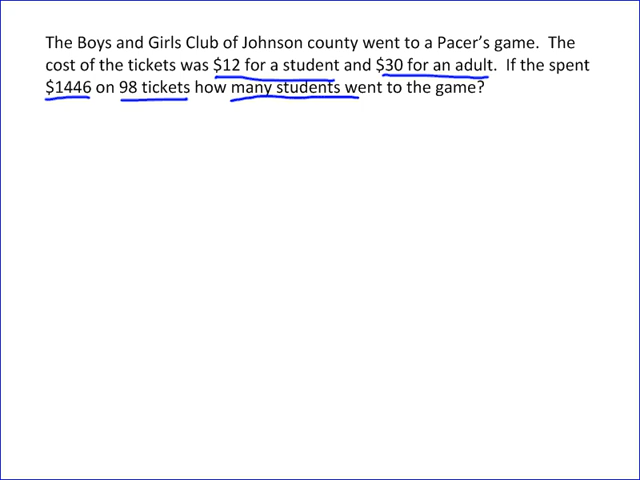 The Boys and Girls Club of Johnson county went to a Pacer's game.  The
cost of the tickets was $12 for a student and $30 for an adult.  If the spent
$1446 on 98 tickets how many students went to the game?